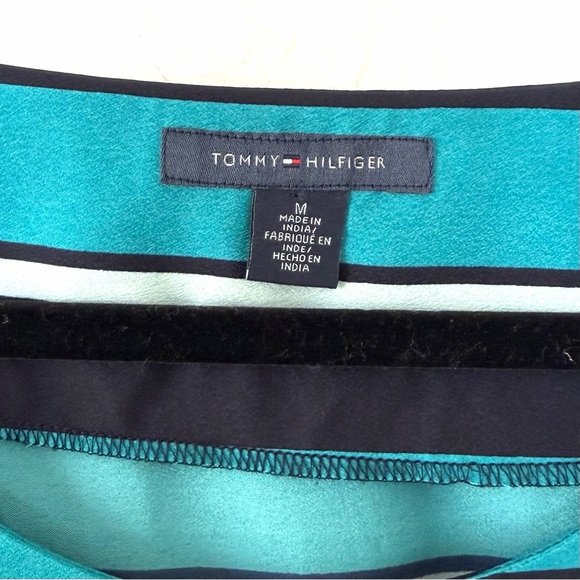 TOMMY HILFIGER
M
MADE IN
INDIA/
FABRIQUÉ EN
INDE/
HECHO EN
INDIA